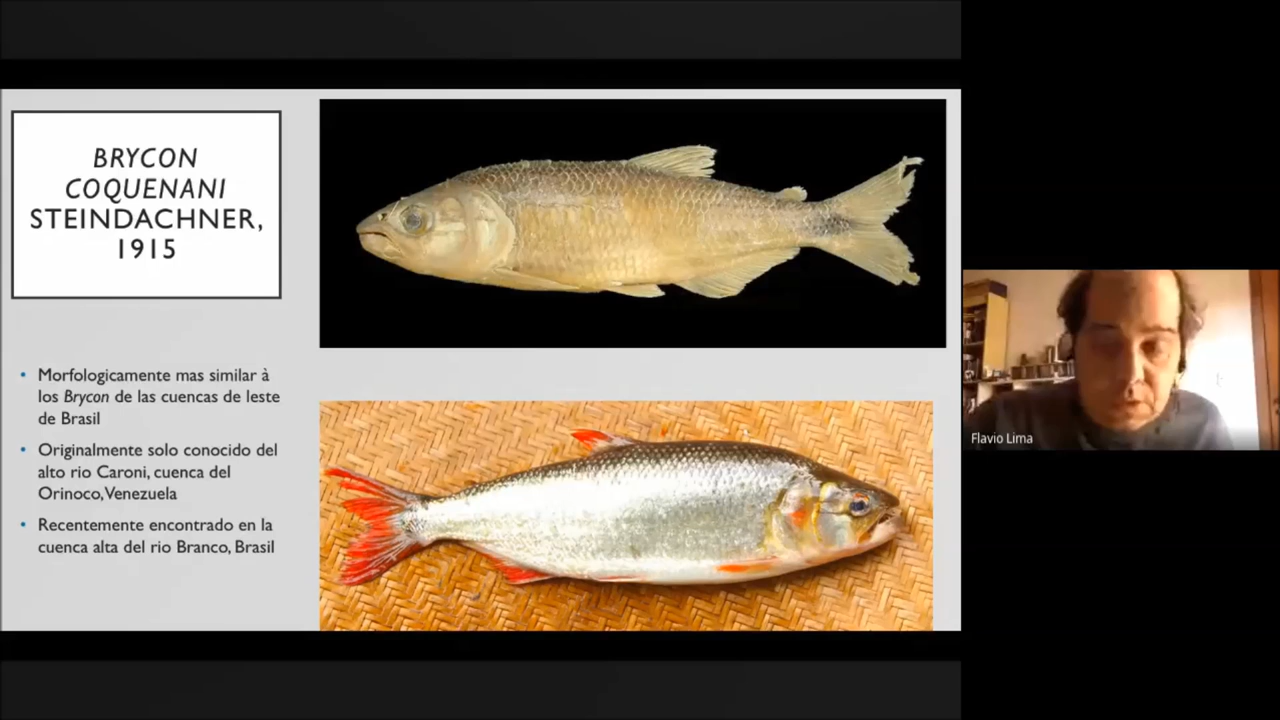 BRYCON
COQUENANI
STEINDACHNER,
1915
• Morfologicamente mas similar à
los Brycon de las cuencas de leste
de Brasil
• Originalmente solo conocido del
alto rio Caroni, cuenca del
Orinoco, Venezuela
• Recentemente encontrado en la
cuenca alta del rio Branco, Brasil
Flavio Lima